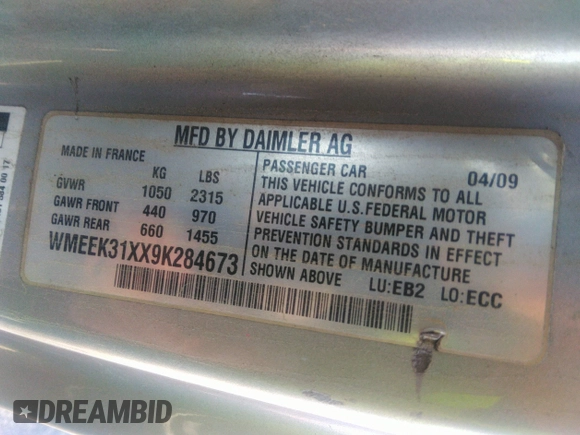 MFD BY DAIMLER AG
MADE IN FRANCE
KG LBS
GVWR 1050 2315
GAWR FRONT 440 970
GAWR REAR 660 1455
WMEEK31XX9K284673
PASSENGER CAR 04/09
THIS VEHICLE CONFORMS TO ALL
APPLICABLE U.S.FEDERAL MOTOR
VEHICLE SAFETY BUMPER AND THEFT
PREVENTION STANDARDS IN EFFECT
ON THE DATE OF MANUFACTURE
SHOWN ABOVE LU:EB2 LO:ECC
DREAMBID